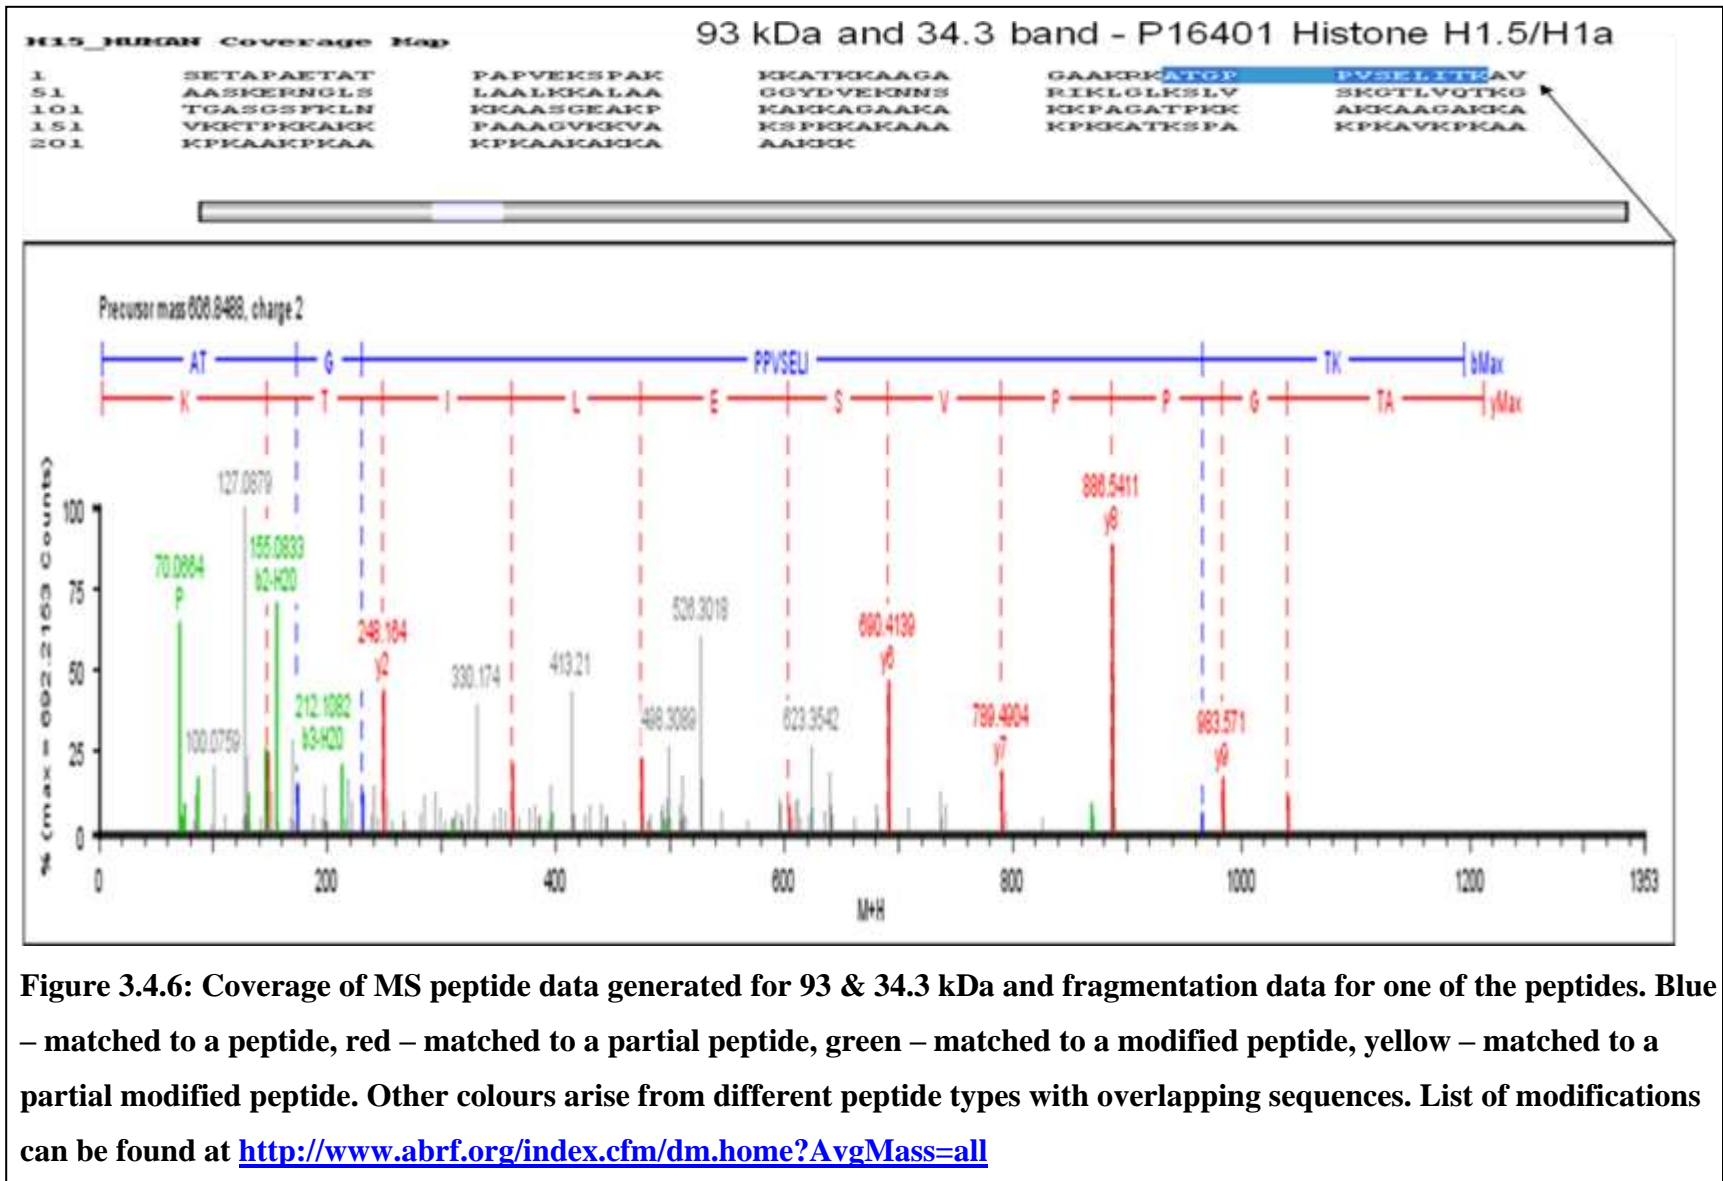 H15_HUMAN Coverage Map
93 kDa and 34.3 band - P16401 Histone H1.5/H1a
1 SETAPAETAT PAPVEKSPAK KKATKKAAGA GAAKRKATGP PVSELITKAV
51 AASKERNGLS LAALKKALAA GGYDVEKNNS RIKLGLKSLV SKGTLVQTKG
101 TGASGSFKLN KKAASGEAKP KAKKAGAAKA KKPAGATPKK AKKAAGAKKA
151 VKKTPKKAKK PAAAGVKKVA KSPKKAKAAA KPKKATKSPA KPKAVKPKAA
201 KPKAAKPKAA KPKAAKAKKA AAKKK
Precursor mass 606.8488, charge 2
AT G PPVSELI TK bMax
K T I L E S V P P G TA yMax
% (max = 692.2163 Counts)
100
75
50
25
0
70.0664
P
100.0759
127.0879
155.0833
b2-H2O
212.1082
b3-H2O
248.164
y2
330.174
413.21
498.3089
526.3018
623.3542
690.4139
y6
789.4904
y7
886.5411
y8
983.571
y9
0 200 400 600 800 1000 1200 1353
M+H
Figure 3.4.6: Coverage of MS peptide data generated for 93 & 34.3 kDa and fragmentation data for one of the peptides. Blue
– matched to a peptide, red – matched to a partial peptide, green – matched to a modified peptide, yellow – matched to a
partial modified peptide. Other colours arise from different peptide types with overlapping sequences. List of modifications
can be found at http://www.abrf.org/index.cfm/dm.home?AvgMass=all